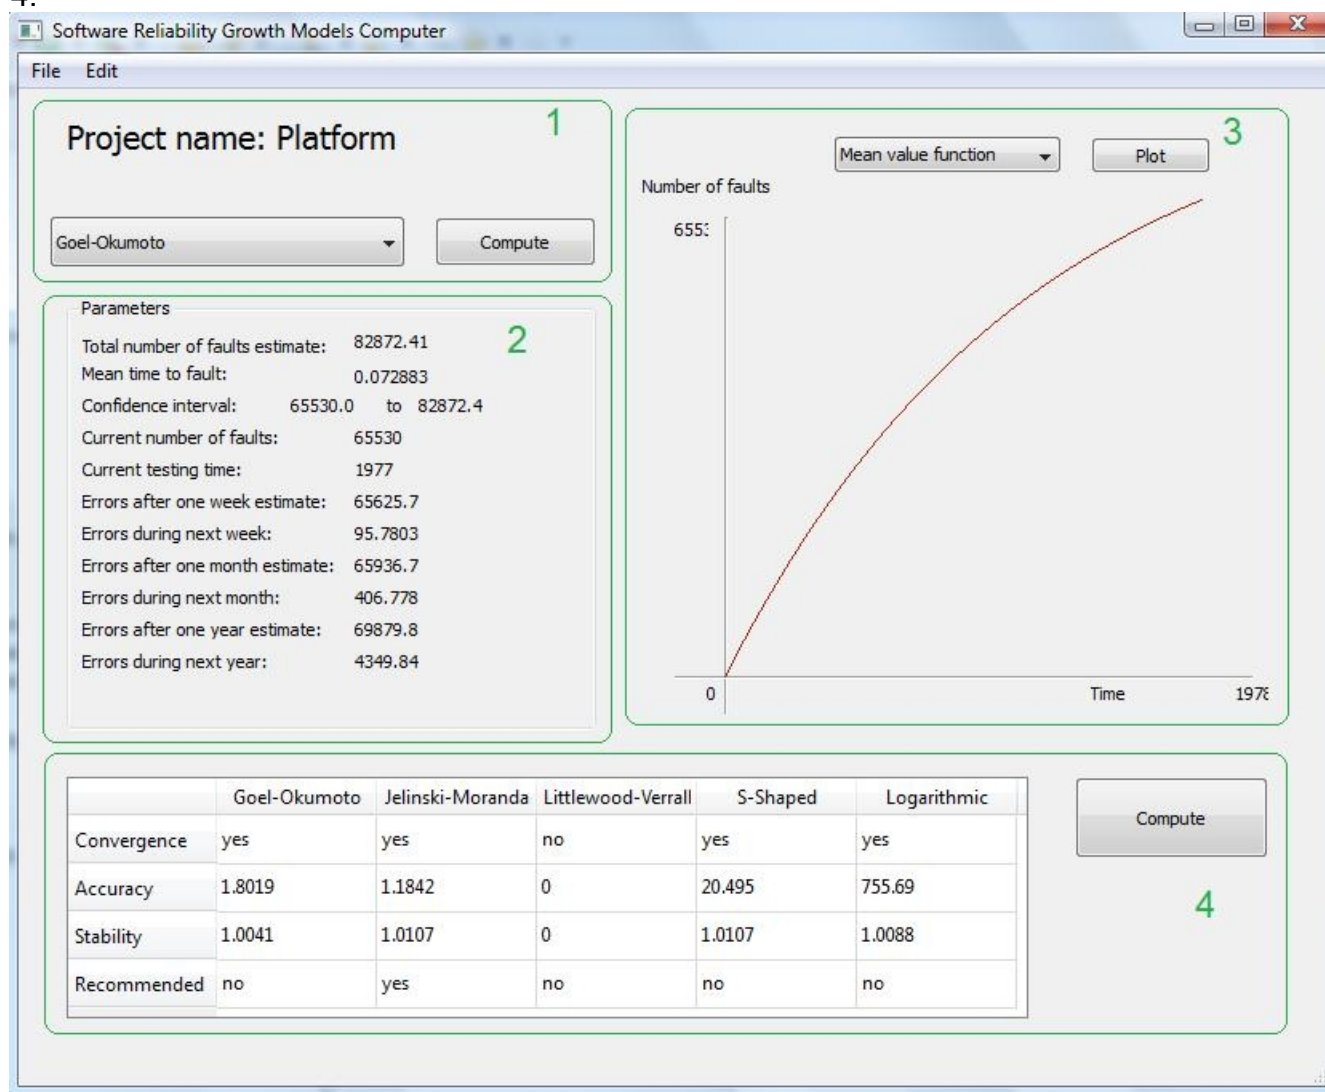 4.
Software Reliability Growth Models Computer
File Edit
1
Project name: Platform
Goel-Okumoto Compute
Parameters
2
Total number of faults estimate: 82872.41
Mean time to fault: 0.072883
Confidence interval: 65530.0 to 82872.4
Current number of faults: 65530
Current testing time: 1977
Errors after one week estimate: 65625.7
Errors during next week: 95.7803
Errors after one month estimate: 65936.7
Errors during next month: 406.778
Errors after one year estimate: 69879.8
Errors during next year: 4349.84
3
Mean value function Plot
Number of faults
6553
0 Time 1978
Goel-Okumoto Jelinski-Moranda Littlewood-Verrall S-Shaped Logarithmic
Convergence yes yes no yes yes
Accuracy 1.8019 1.1842 0 20.495 755.69
Stability 1.0041 1.0107 0 1.0107 1.0088
Recommended no yes no no no
Compute
4